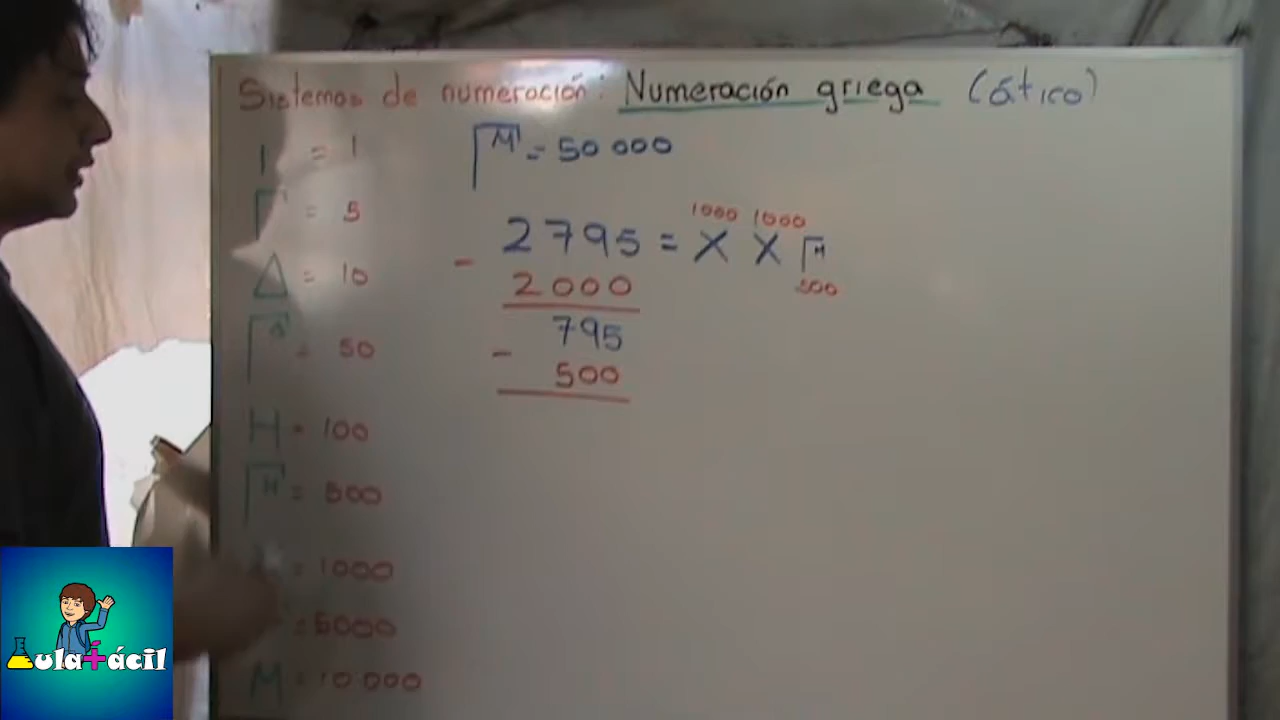 Sistemas de numeración: Numeración griega (ático)
I = 1
Γ = 5
Δ = 10
Γ Δ = 50
H = 100
Γ H = 500
= 1000
= 5000
M = 10 000
Γ M = 50 000
1000 1000
2795 = X X Γ H
500
- 2000
795
- 500
Aula fácil